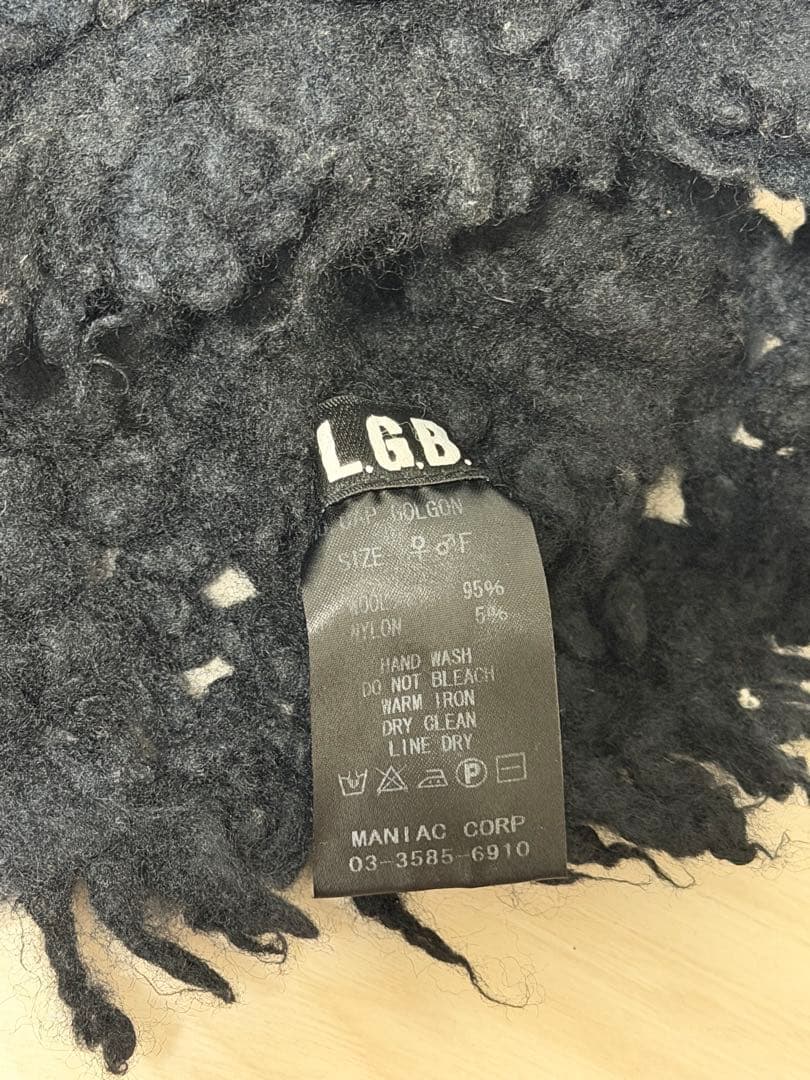 L.G.B.
CAP GOLGON
SIZE ♀♂F
WOOL 95%
NYLON 5%
HAND WASH
DO NOT BLEACH
WARM IRON
DRY CLEAN
LINE DRY
P
MANIAC CORP
03-3585-6910